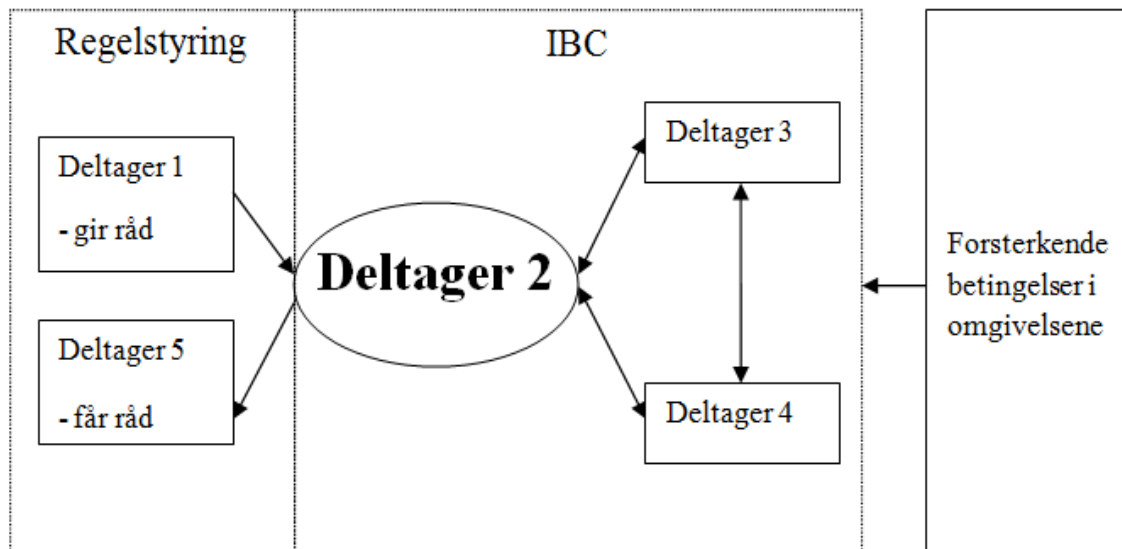 Regelstyring
IBC
Deltager 1
- gir råd
Deltager 5
- får råd
Deltager 2
Deltager 3
Deltager 4
Forsterkende
betingelser i
omgivelsene